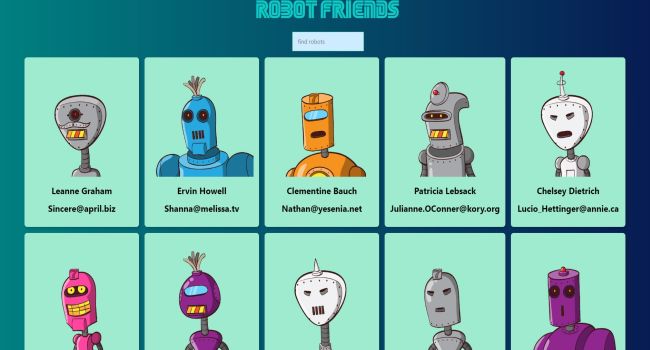 ROBOT FRIENDS
find robots
Leanne Graham
Sincere@april.biz
Ervin Howell
Shanna@melissa.tv
Clementine Bauch
Nathan@yesenia.net
Patricia Lebsack
Julianne.OConner@kory.org
Chelsey Dietrich
Lucio_Hettinger@annie.ca